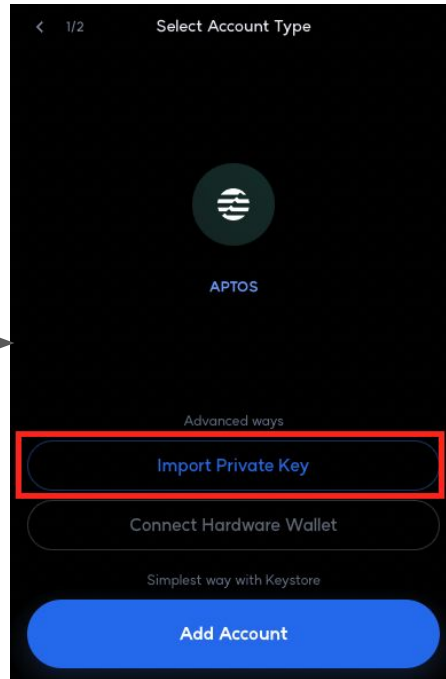 < 1/2 Select Account Type
APTOS
Advanced ways
Import Private Key
Connect Hardware Wallet
Simplest way with Keystore
Add Account